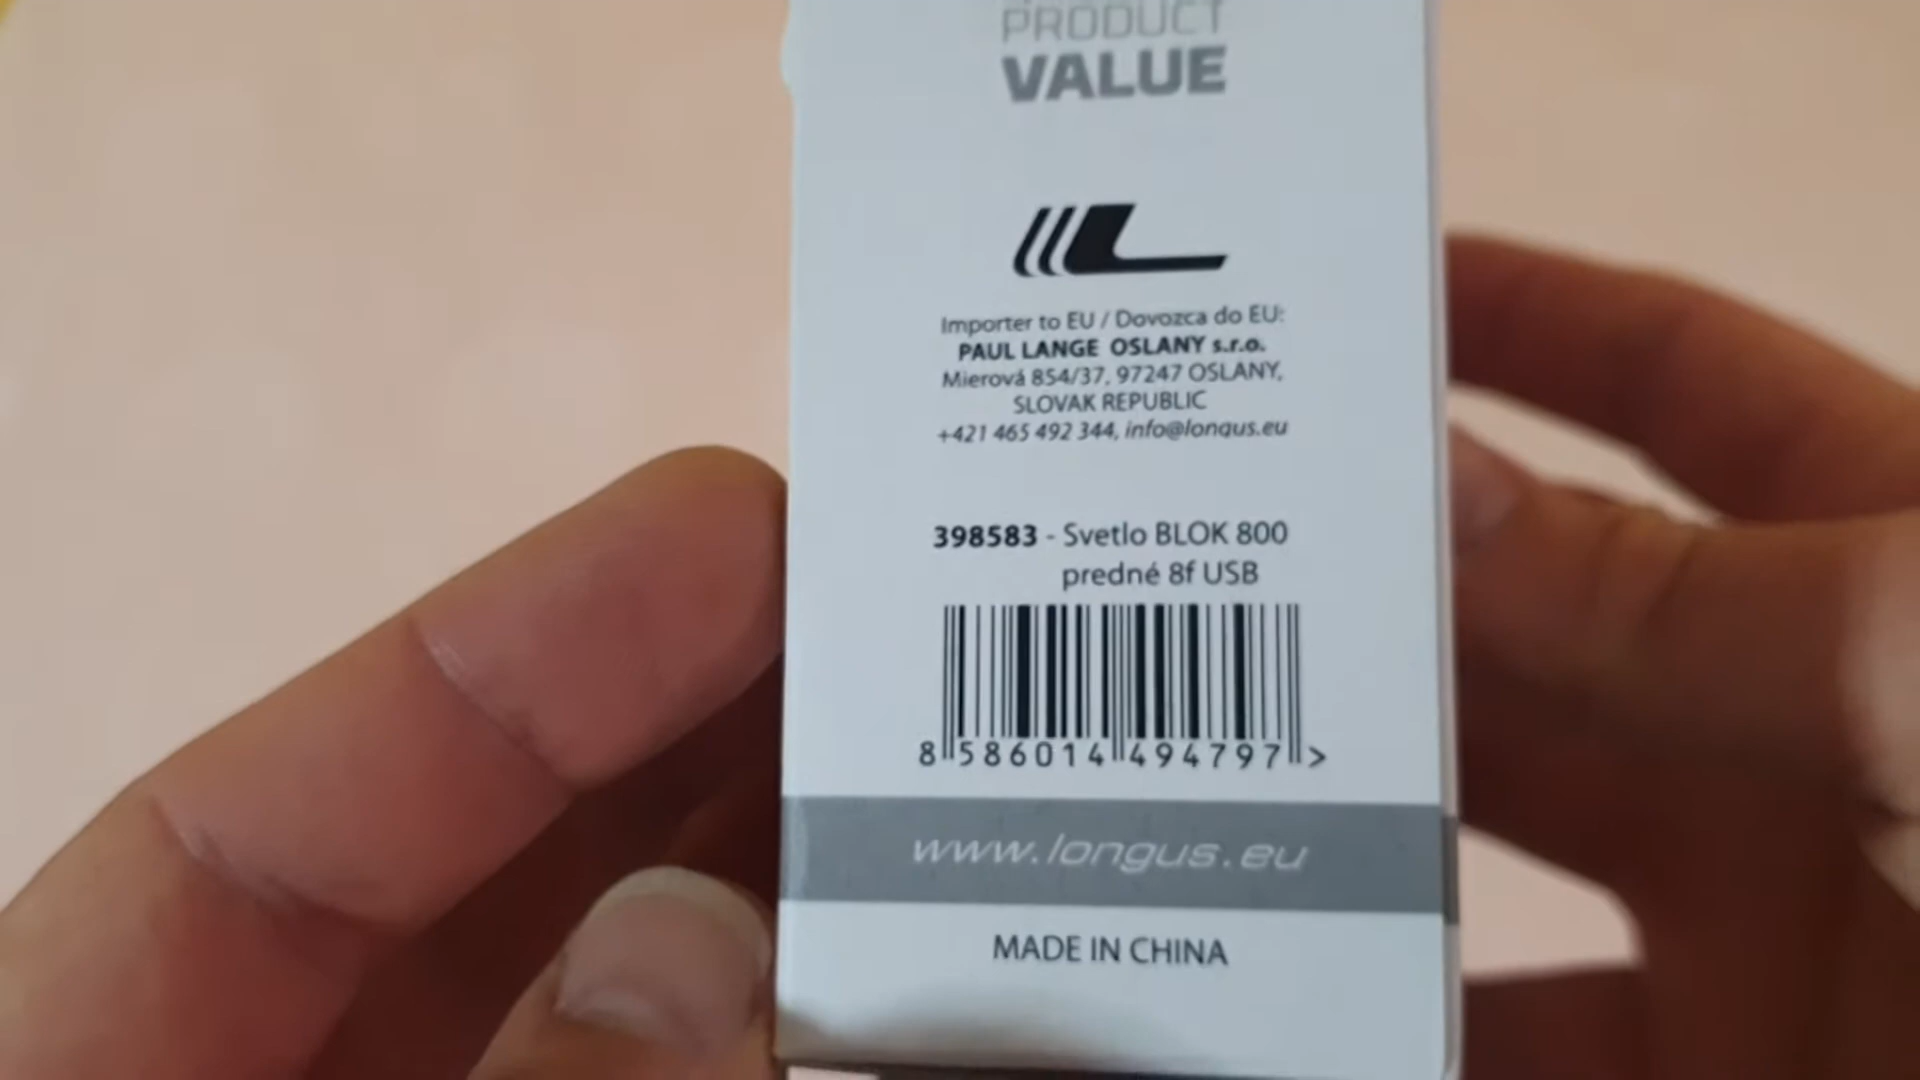 PRODUCT
VALUE
Importer to EU / Dovozca do EU:
PAUL LANGE OSLANY s.r.o.
Mierová 854/37, 97247 OSLANY,
SLOVAK REPUBLIC
+421 465 492 344, info@longus.eu
398583 - Svetlo BLOK 800
predné 8f USB
8 586014 494797 >
www.longus.eu
MADE IN CHINA